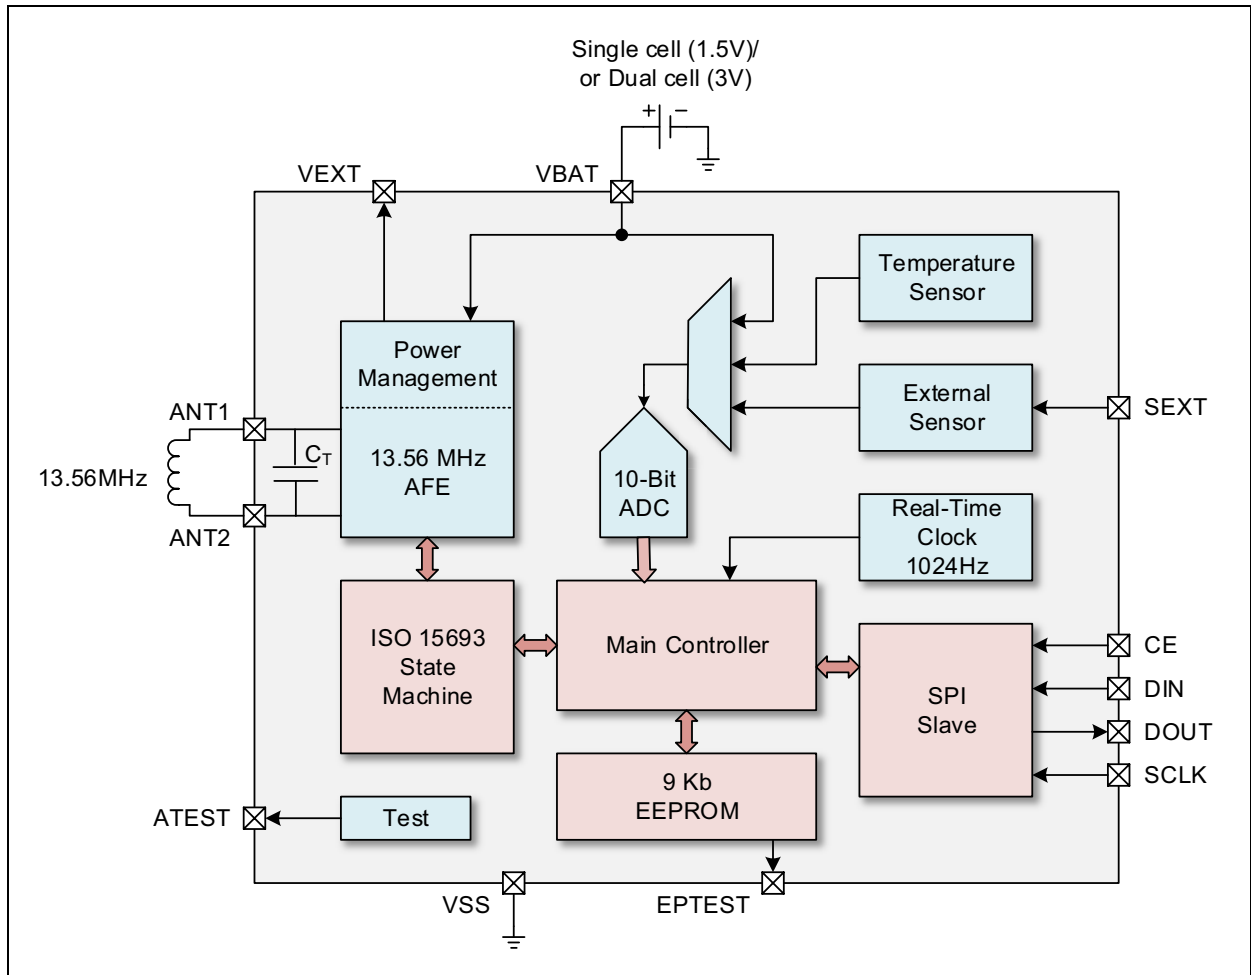 Single cell (1.5V)/
or Dual cell (3V)
+ −
VEXT
VBAT
Temperature
Sensor
Power
Management
External
Sensor
SEXT
ANT1
CT
13.56MHz
13.56 MHz
AFE
10-Bit
ADC
Real-Time
Clock
1024Hz
ANT2
ISO 15693
State
Machine
Main Controller
SPI
Slave
CE
DIN
DOUT
SCLK
9 Kb
EEPROM
ATEST
Test
VSS
EPTEST